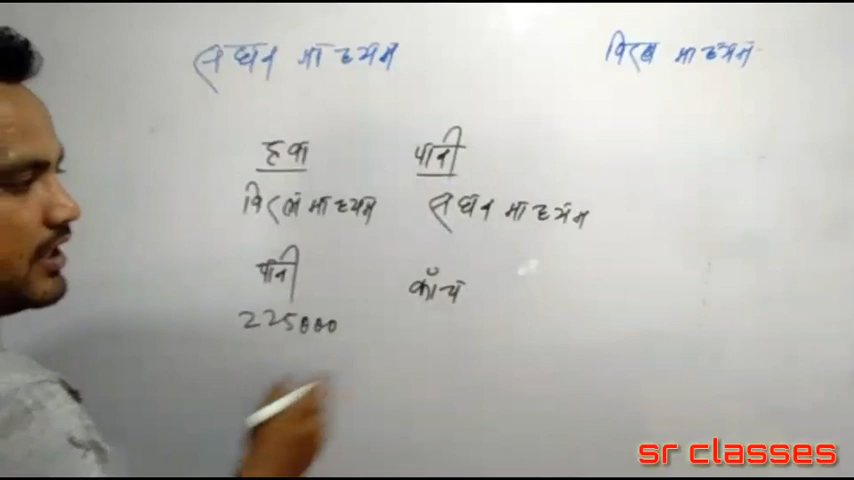 सघन माध्यम विरल माध्यम
हवा पानी
विरल माध्यम सघन माध्यम
पानी काँच
225000
sr classes